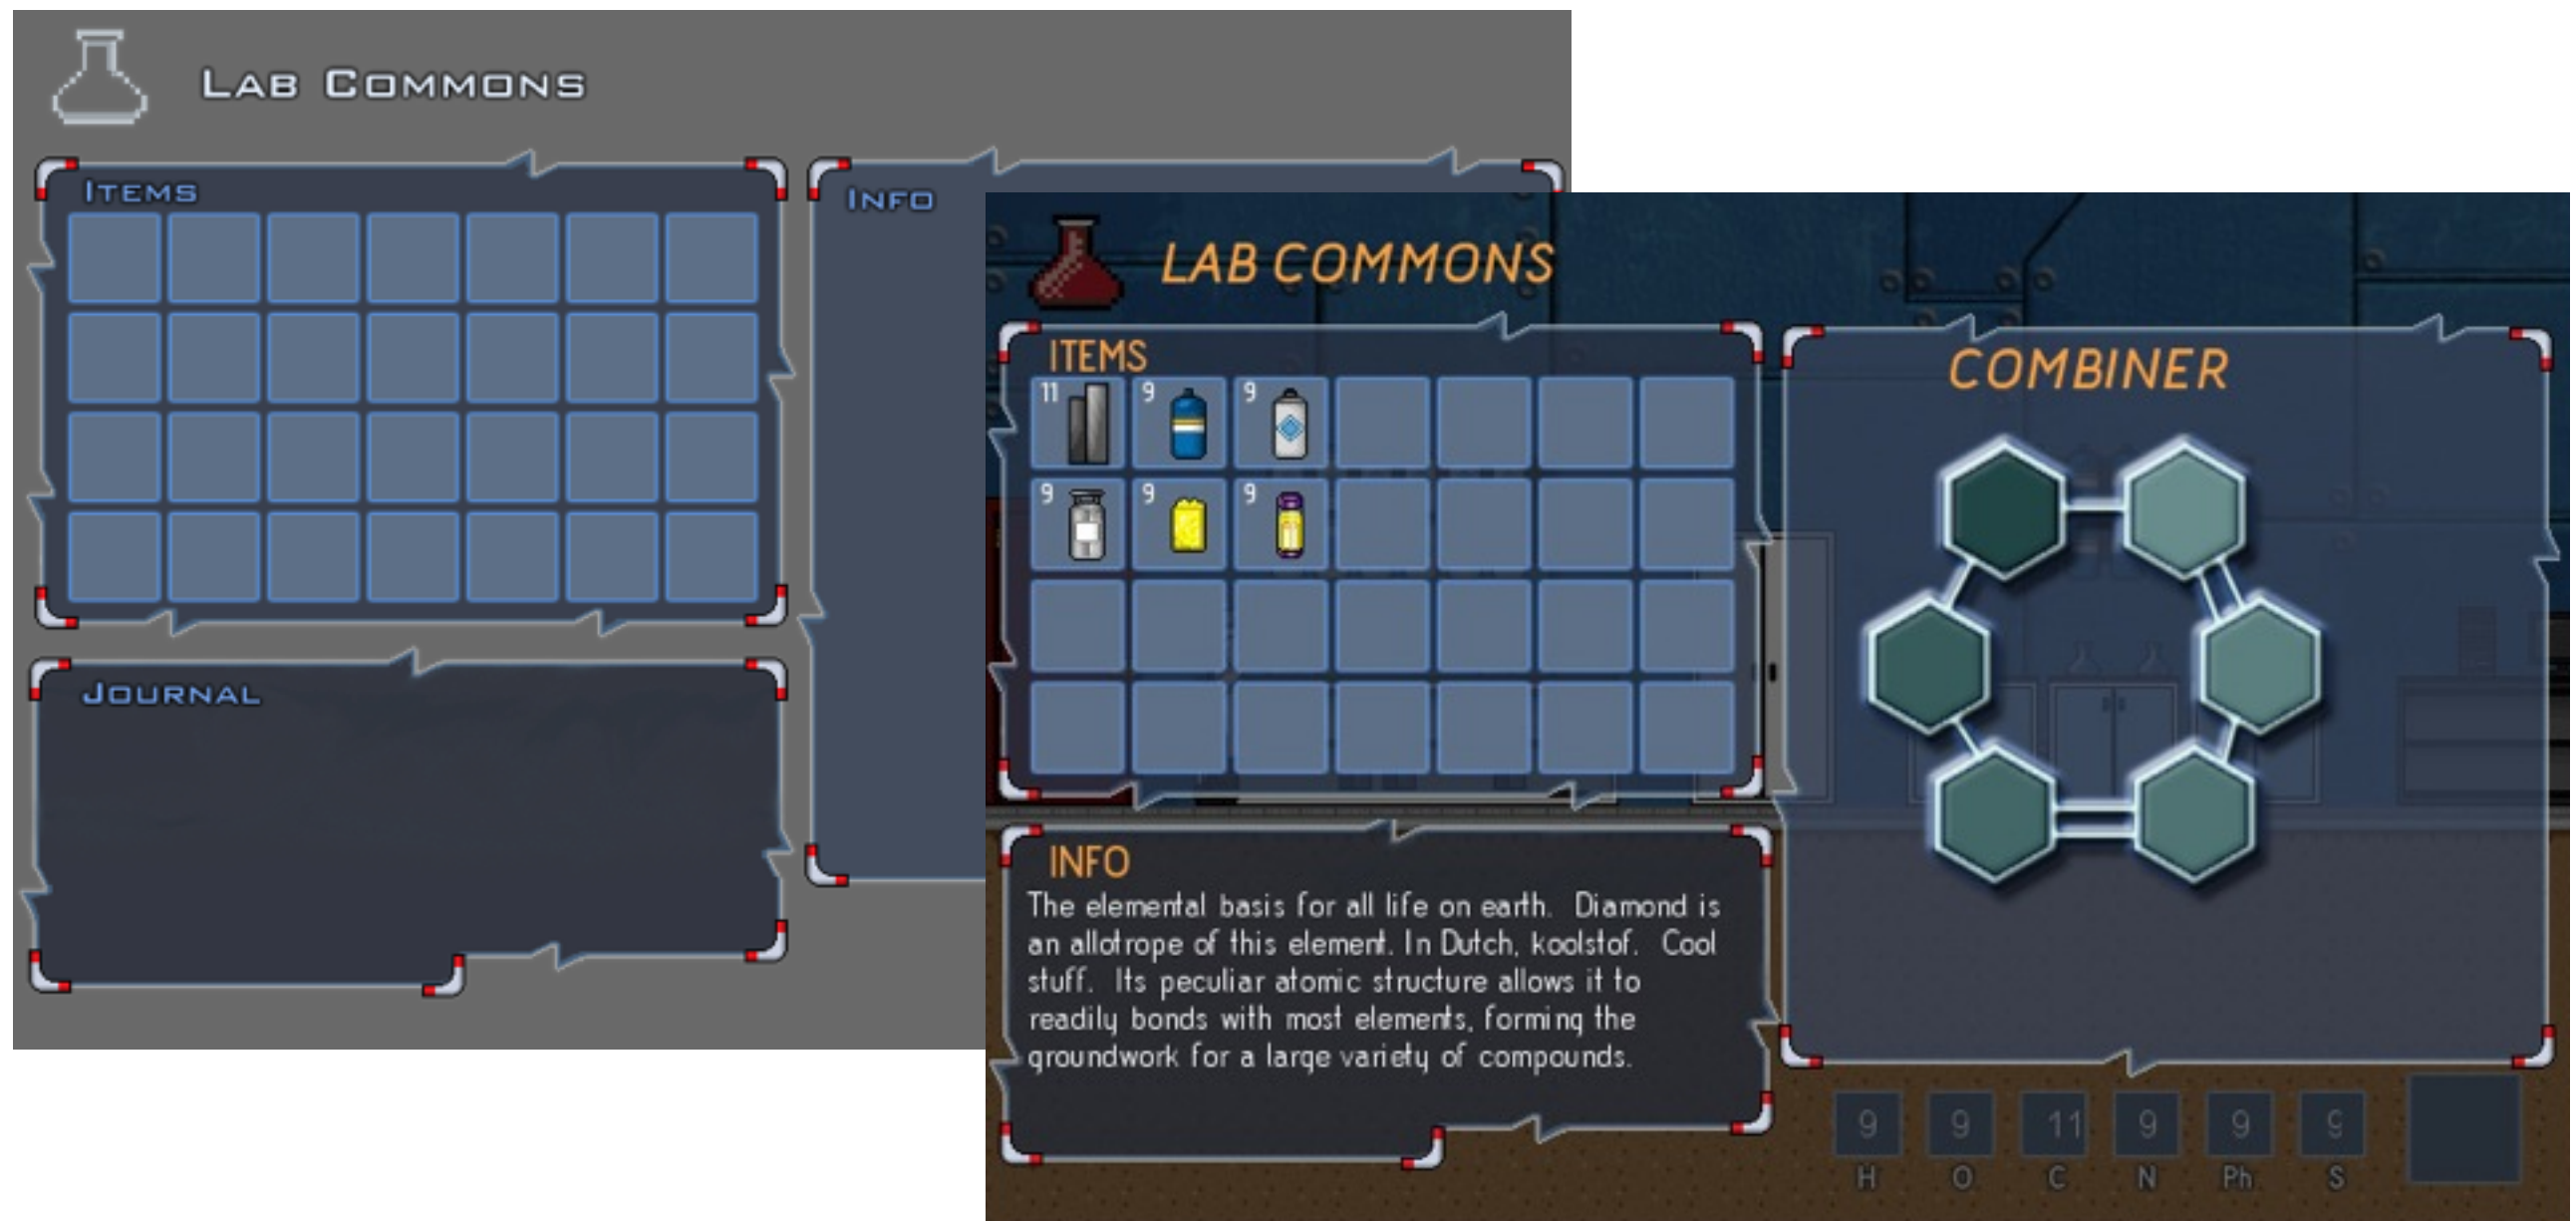 LAB COMMONS
ITEMS
INFO
JOURNAL
LAB COMMONS
ITEMS
11 9 9
9 9 9
COMBINER
INFO
The elemental basis for all life on earth.  Diamond is
an allotrope of this element. In Dutch, koolstof.  Cool
stuff.  Its peculiar atomic structure allows it to
readily bonds with most elements, forming the
groundwork for a large variety of compounds.
9 9 11 9 9 9
H O C N Ph S